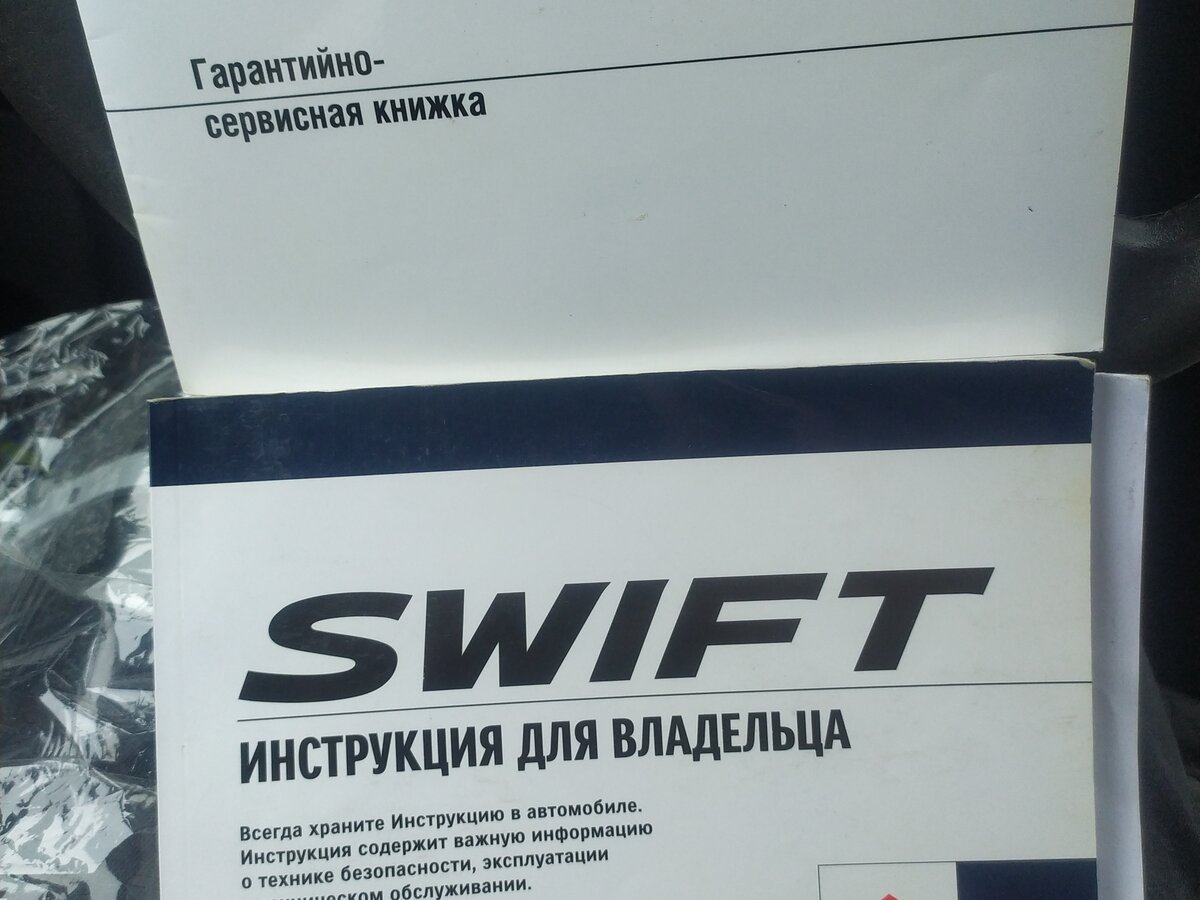 Гарантийно-
сервисная книжка
SWIFT
ИНСТРУКЦИЯ ДЛЯ ВЛАДЕЛЬЦА
Всегда храните Инструкцию в автомобиле.
Инструкция содержит важную информацию
о технике безопасности, эксплуатации
обслуживании.